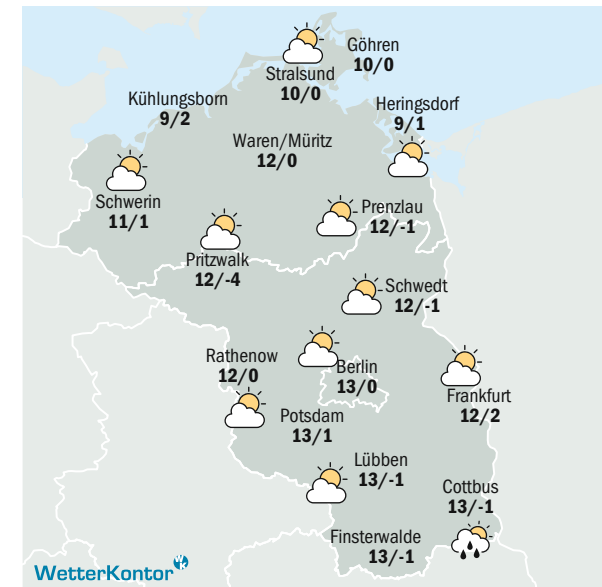 Göhren
10/0
Stralsund
10/0
Kühlungsborn
9/2
Heringsdorf
9/1
Waren/Müritz
12/0
Schwerin
11/1
Prenzlau
12/-1
Pritzwalk
12/-4
Schwedt
12/-1
Rathenow
12/0
Berlin
13/0
Frankfurt
12/2
Potsdam
13/1
Lübben
13/-1
Cottbus
13/-1
Finsterwalde
13/-1
WetterKontor